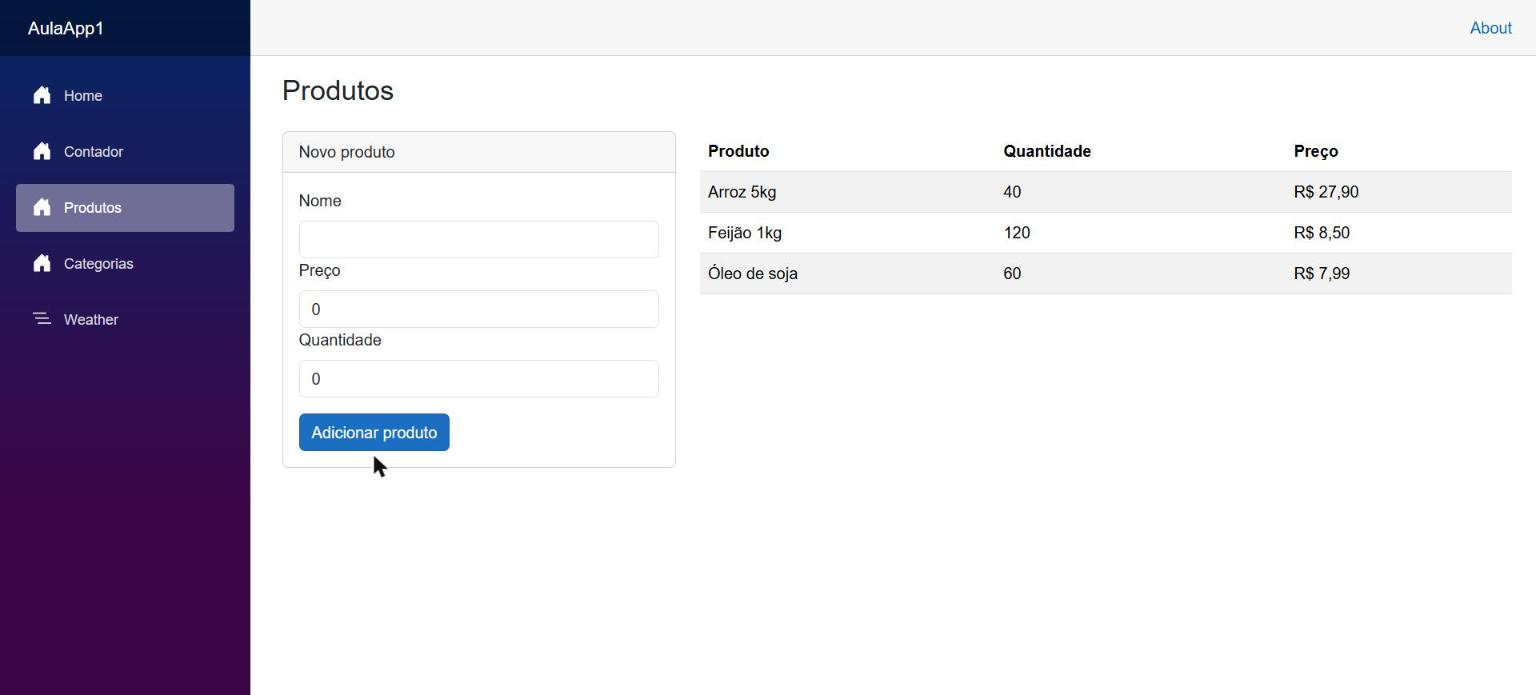 AulaApp1
About
Home
Contador
Produtos
Categorias
Weather
Produtos
Novo produto
Nome
Preço
0
Quantidade
0
Adicionar produto
Produto Quantidade Preço
Arroz 5kg 40 R$ 27,90
Feijão 1kg 120 R$ 8,50
Óleo de soja 60 R$ 7,99